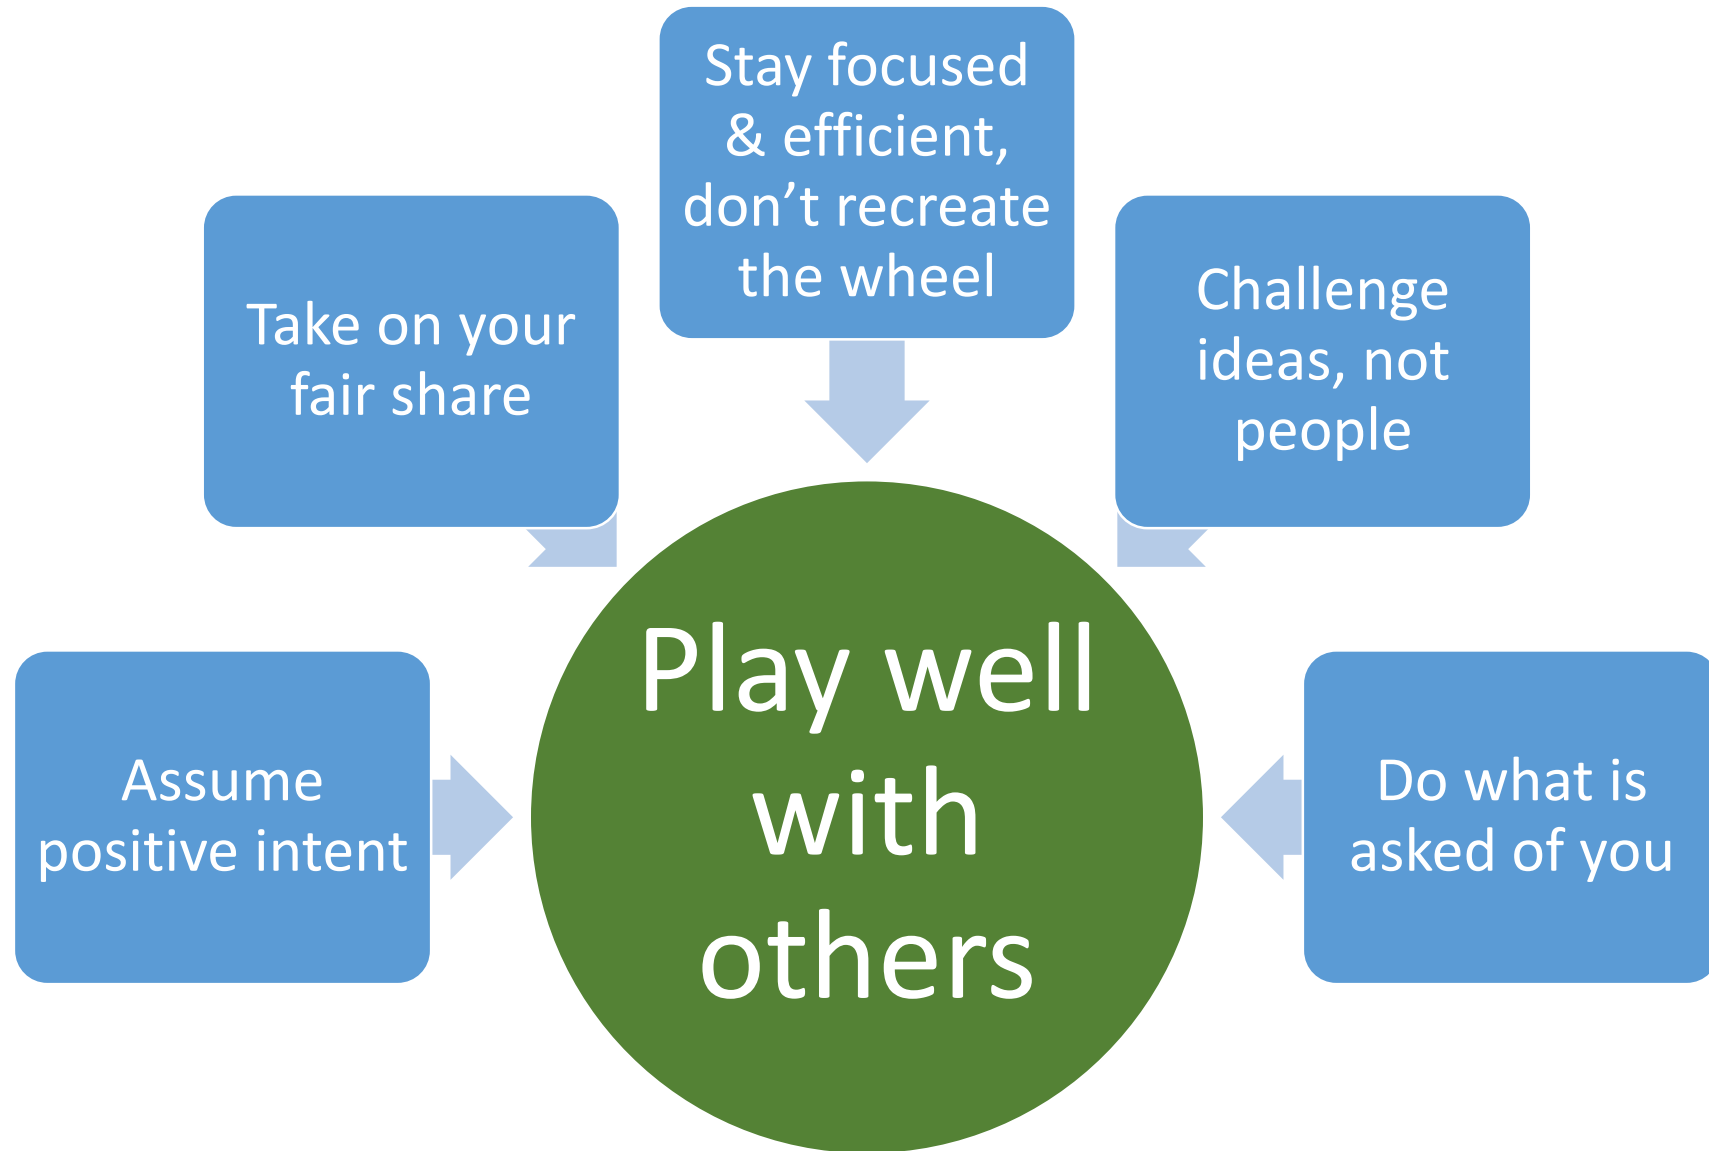 Stay focused
& efficient,
don’t recreate
the wheel
Take on your
fair share
Challenge
ideas, not
people
Assume
positive intent
Play well
with
others
Do what is
asked of you